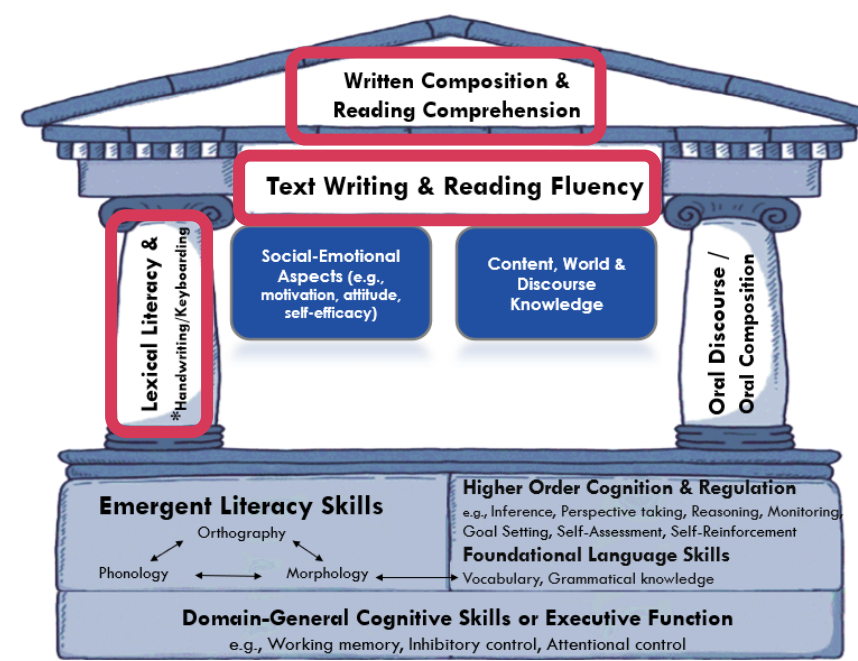 Written Composition &
Reading Comprehension
Text Writing & Reading Fluency
Lexical Literacy &
*Handwriting/Keyboarding
Social-Emotional
Aspects (e.g.,
motivation, attitude,
self-efficacy)
Content, World &
Discourse
Knowledge
Oral Discourse /
Oral Composition
Emergent Literacy Skills
Orthography
Phonology
Morphology
Higher Order Cognition & Regulation
e.g., Inference, Perspective taking, Reasoning, Monitoring,
Goal Setting, Self-Assessment, Self-Reinforcement
Foundational Language Skills
Vocabulary, Grammatical knowledge
Domain-General Cognitive Skills or Executive Function
e.g., Working memory, Inhibitory control, Attentional control